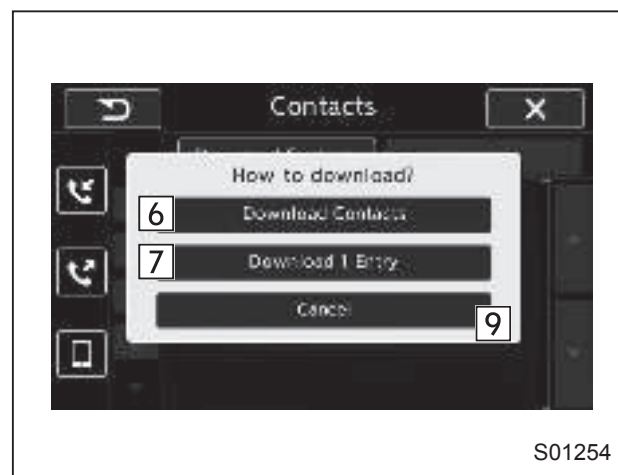 Contacts
How to download?
6 Download Contacts
7 Download 1 Entry
Cancel
9
S01254